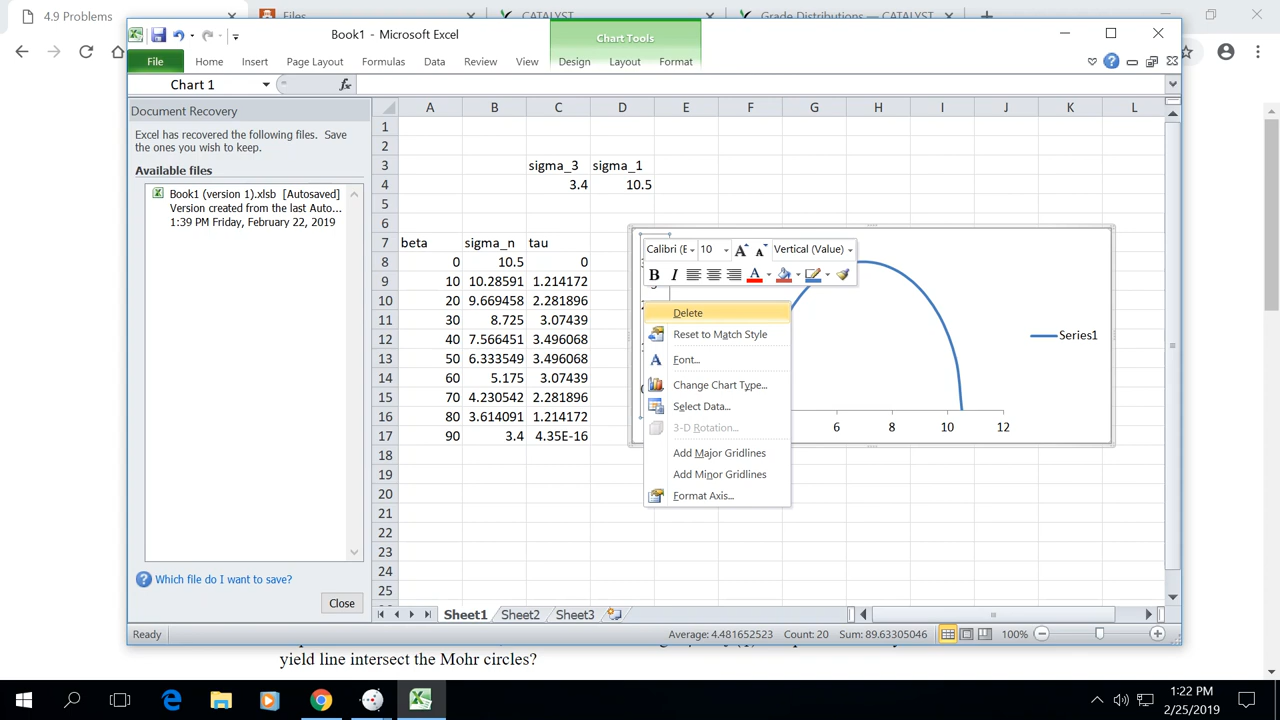 4.9 Problems
Files
CATALYST
Grade Distributions — CATALYST
Book1 - Microsoft Excel
Chart Tools
File Home Insert Page Layout Formulas Data Review View Design Layout Format
Chart 1
fx
Document Recovery
Excel has recovered the following files. Save
the ones you wish to keep.
Available files
Book1 (version 1).xlsb [Autosaved]
Version created from the last Auto...
1:39 PM Friday, February 22, 2019
Which file do I want to save?
Close
A B C D E F G H I J K L
1
2
3 sigma_3 sigma_1
4 3.4 10.5
5
6
7 beta sigma_n tau
8 0 10.5 0
9 10 10.28591 1.214172
10 20 9.669458 2.281896
11 30 8.725 3.07439
12 40 7.566451 3.496068
13 50 6.333549 3.496068
14 60 5.175 3.07439
15 70 4.230542 2.281896
16 80 3.614091 1.214172
17 90 3.4 4.35E-16
18
19
20
21
22
23
24
25
Calibri (E 10 A A Vertical (Value)
B I A
Delete
Reset to Match Style
Font...
Change Chart Type...
Select Data...
3-D Rotation...
Add Major Gridlines
Add Minor Gridlines
Format Axis...
Series1
6 8 10 12
Sheet1 Sheet2 Sheet3
Ready Average: 4.481652523 Count: 20 Sum: 89.63305046 100%
yield line intersect the Mohr circles?
1:22 PM
2/25/2019